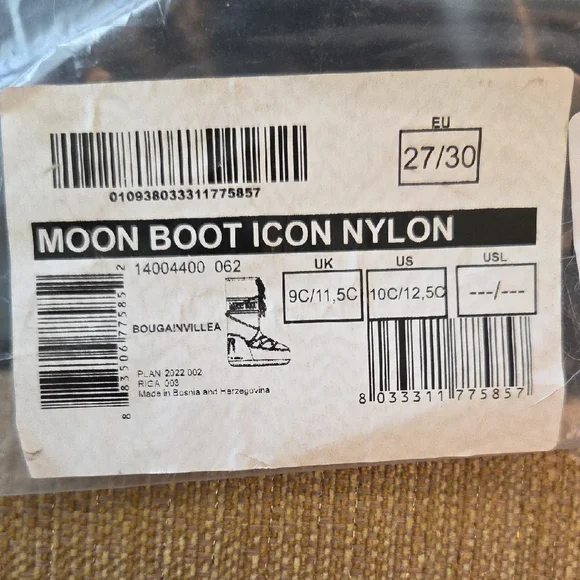 EU
27/30
010938033311775857
MOON BOOT ICON NYLON
14004400 062
UK
US
USL
9C/11,5C
10C/12,5C
---/---
BOUGAINVILLEA
PLAN 2022 002
RIGA 003
Made in Bosnia and Herzegovina
8 033311 775857